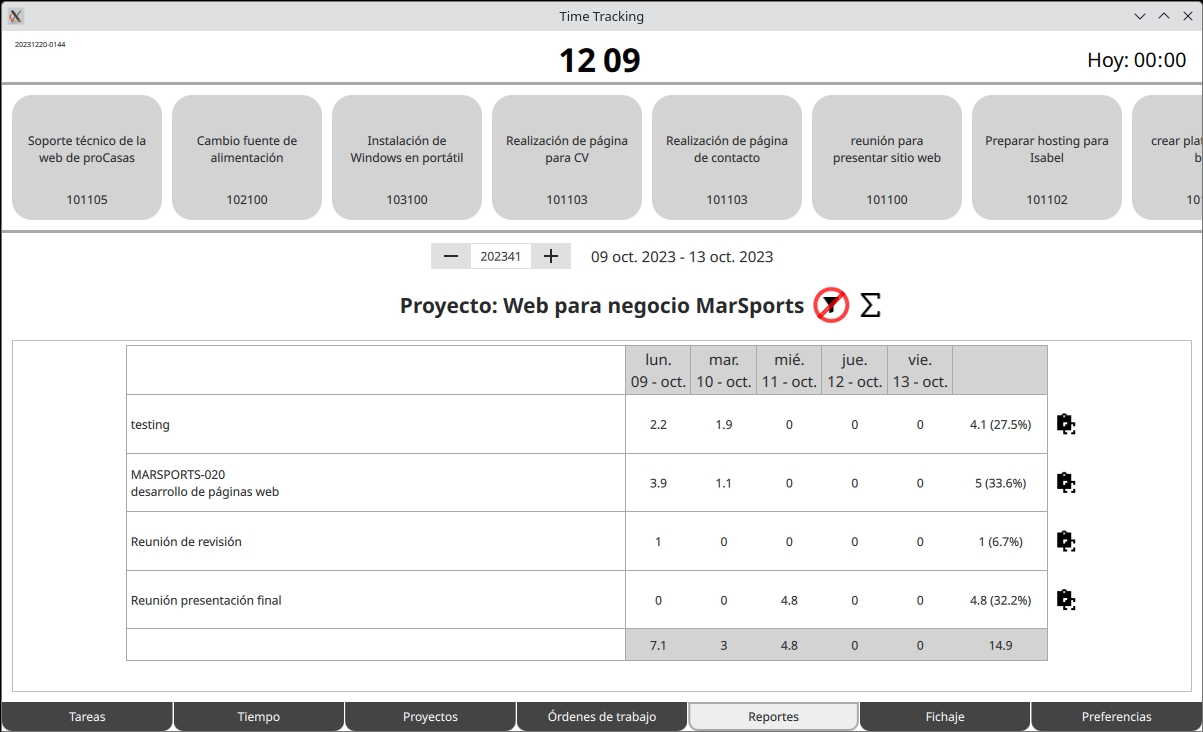 Time Tracking
20231220-0144
12 09
Hoy: 00:00
Soporte técnico de la
web de proCasas
101105
Cambio fuente de
alimentación
102100
Instalación de
Windows en portátil
103100
Realización de página
para CV
101103
Realización de página
de contacto
101103
reunión para
presentar sitio web
101100
Preparar hosting para
Isabel
101102
crear
202341
09 oct. 2023 - 13 oct. 2023
Proyecto: Web para negocio MarSports
lun. mar. mié. jue. vie.
09 - oct. 10 - oct. 11 - oct. 12 - oct. 13 - oct.
testing 2.2 1.9 0 0 0 4.1 (27.5%)
MARSPORTS-020
desarrollo de páginas web 3.9 1.1 0 0 0 5 (33.6%)
Reunión de revisión 1 0 0 0 0 1 (6.7%)
Reunión presentación final 0 0 4.8 0 0 4.8 (32.2%)
7.1 3 4.8 0 0 14.9
Tareas Tiempo Proyectos Órdenes de trabajo Reportes Fichaje Preferencias